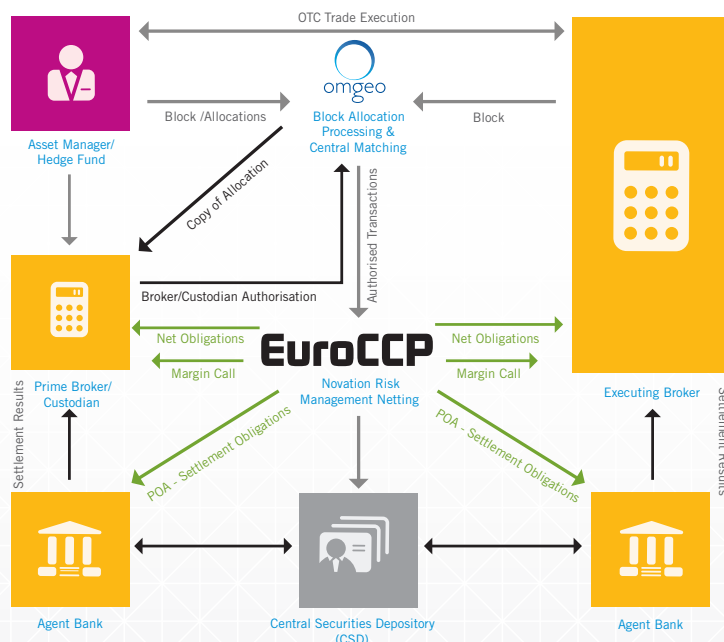 OTC Trade Execution
omgeo
Block /Allocations
Block Allocation
Processing &
Central Matching
Block
Asset Manager/
Hedge Fund
Copy of Allocation
Authorised Transactions
Broker/Custodian Authorisation
Net Obligations
EuroCCP
Net Obligations
Margin Call
Margin Call
Prime Broker/
Custodian
Novation Risk
Management Netting
Executing Broker
Settlement Results
POA - Settlement Obligations
POA - Settlement Obligations
Settlement Results
Agent Bank
Central Securities Depository
(CSD)
Agent Bank